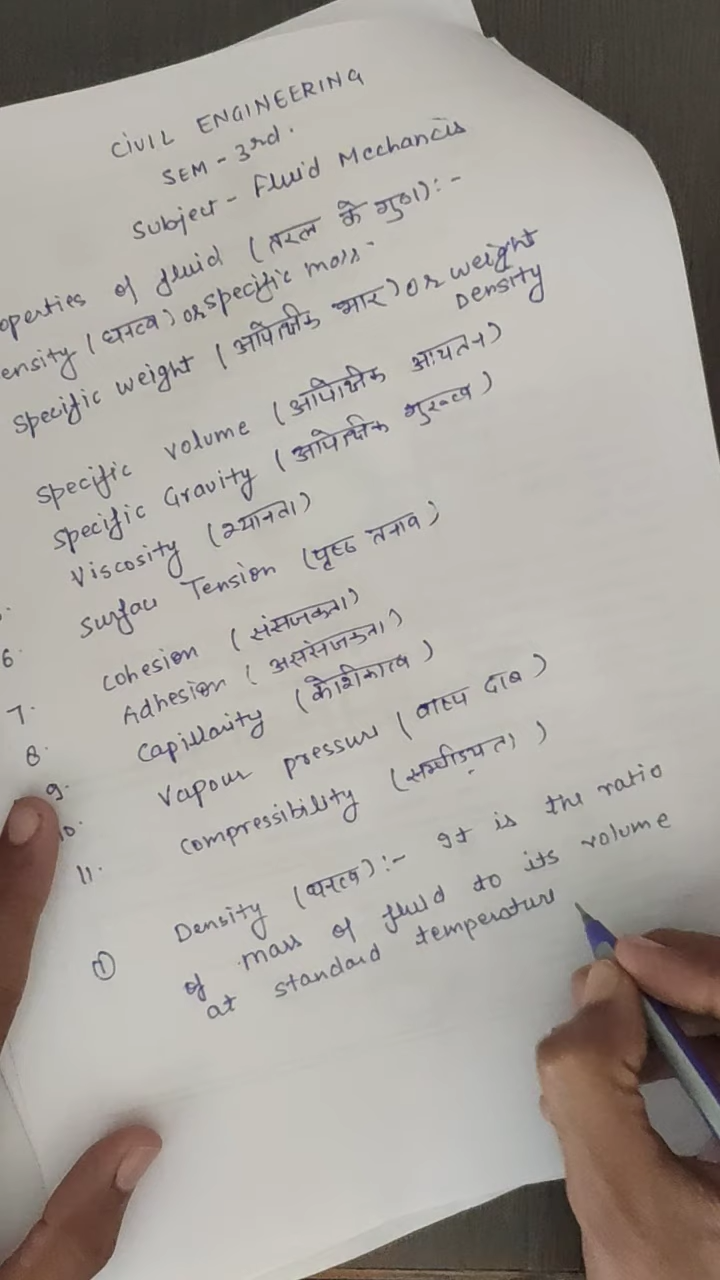 CIVIL ENGINEERING
SEM - 3rd.
Subject - Fluid Mechancis
operties of fluid (तरल के गुण) :-
ensity (घनत्व) or specific mass.
specific weight (आपेक्षिक भार) or weight
Density
specific volume (आपेक्षिक आयतन)
specific Gravity (आपेक्षिक गुरुत्व)
Viscosity (श्यानता)
6. Surface Tension (पृष्ठ तनाव)
7. Cohesion (संसंजकता)
8. Adhesion (असंसंजकता)
9. Capillarity (केशिकात्व)
10. Vapour pressure (वाष्प दाब)
11. Compressibility (सम्पीड्यता)
① Density (घनत्व) :- It is the ratio
of mass of fluid to its volume
at standard temperature